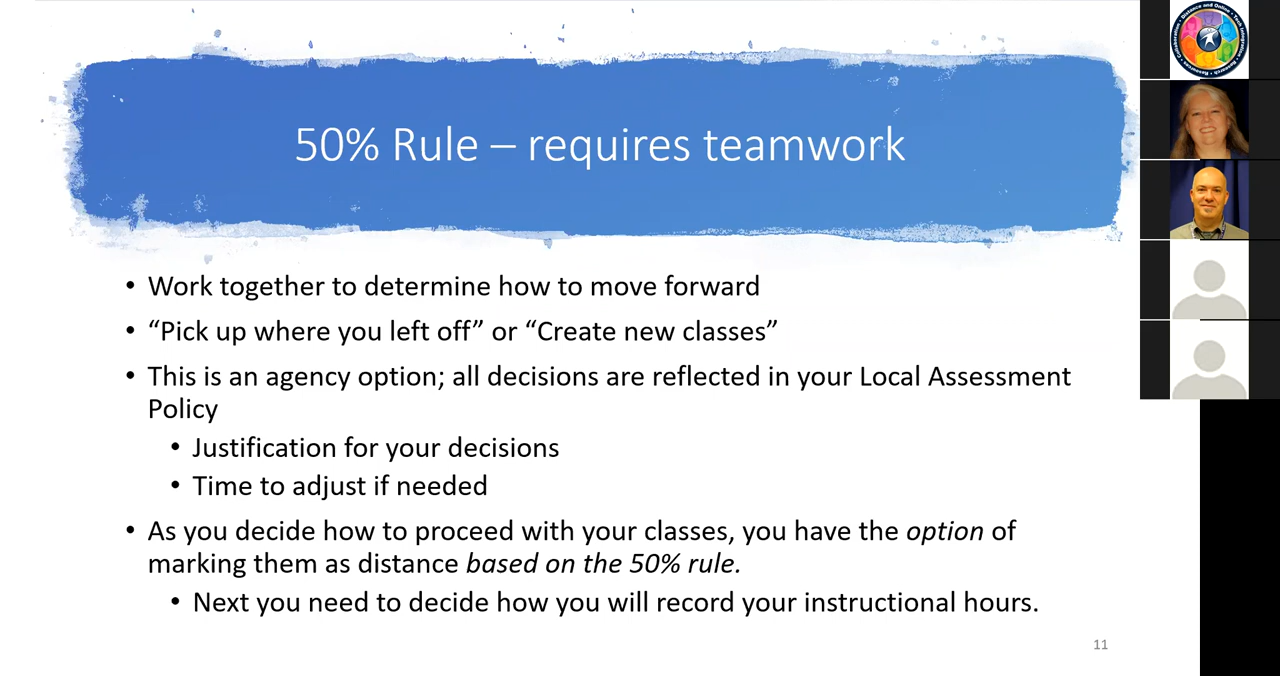 50% Rule – requires teamwork
• Work together to determine how to move forward
• “Pick up where you left off” or “Create new classes”
• This is an agency option; all decisions are reflected in your Local Assessment
Policy
• Justification for your decisions
• Time to adjust if needed
• As you decide how to proceed with your classes, you have the option of
marking them as distance based on the 50% rule.
• Next you need to decide how you will record your instructional hours.
11